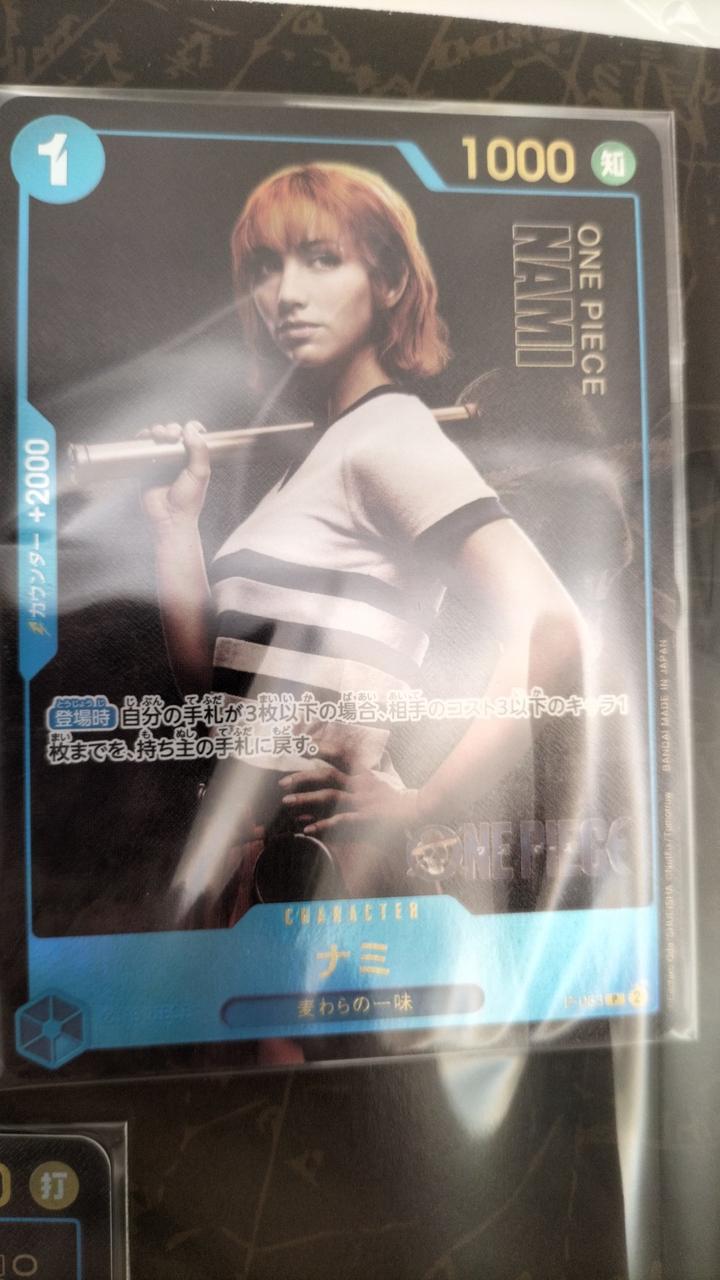 1
1000 知
ONE PIECE
NAMI
カウンター +2000
登場時 自分の手札が3枚以下の場合、相手のコスト3以下のキャラ1
枚までを、持ち主の手札に戻す。
BANDAI MADE IN JAPAN
ONE PIECE
CHARACTER
ナミ
麦わらの一味
P-053 P 2
打